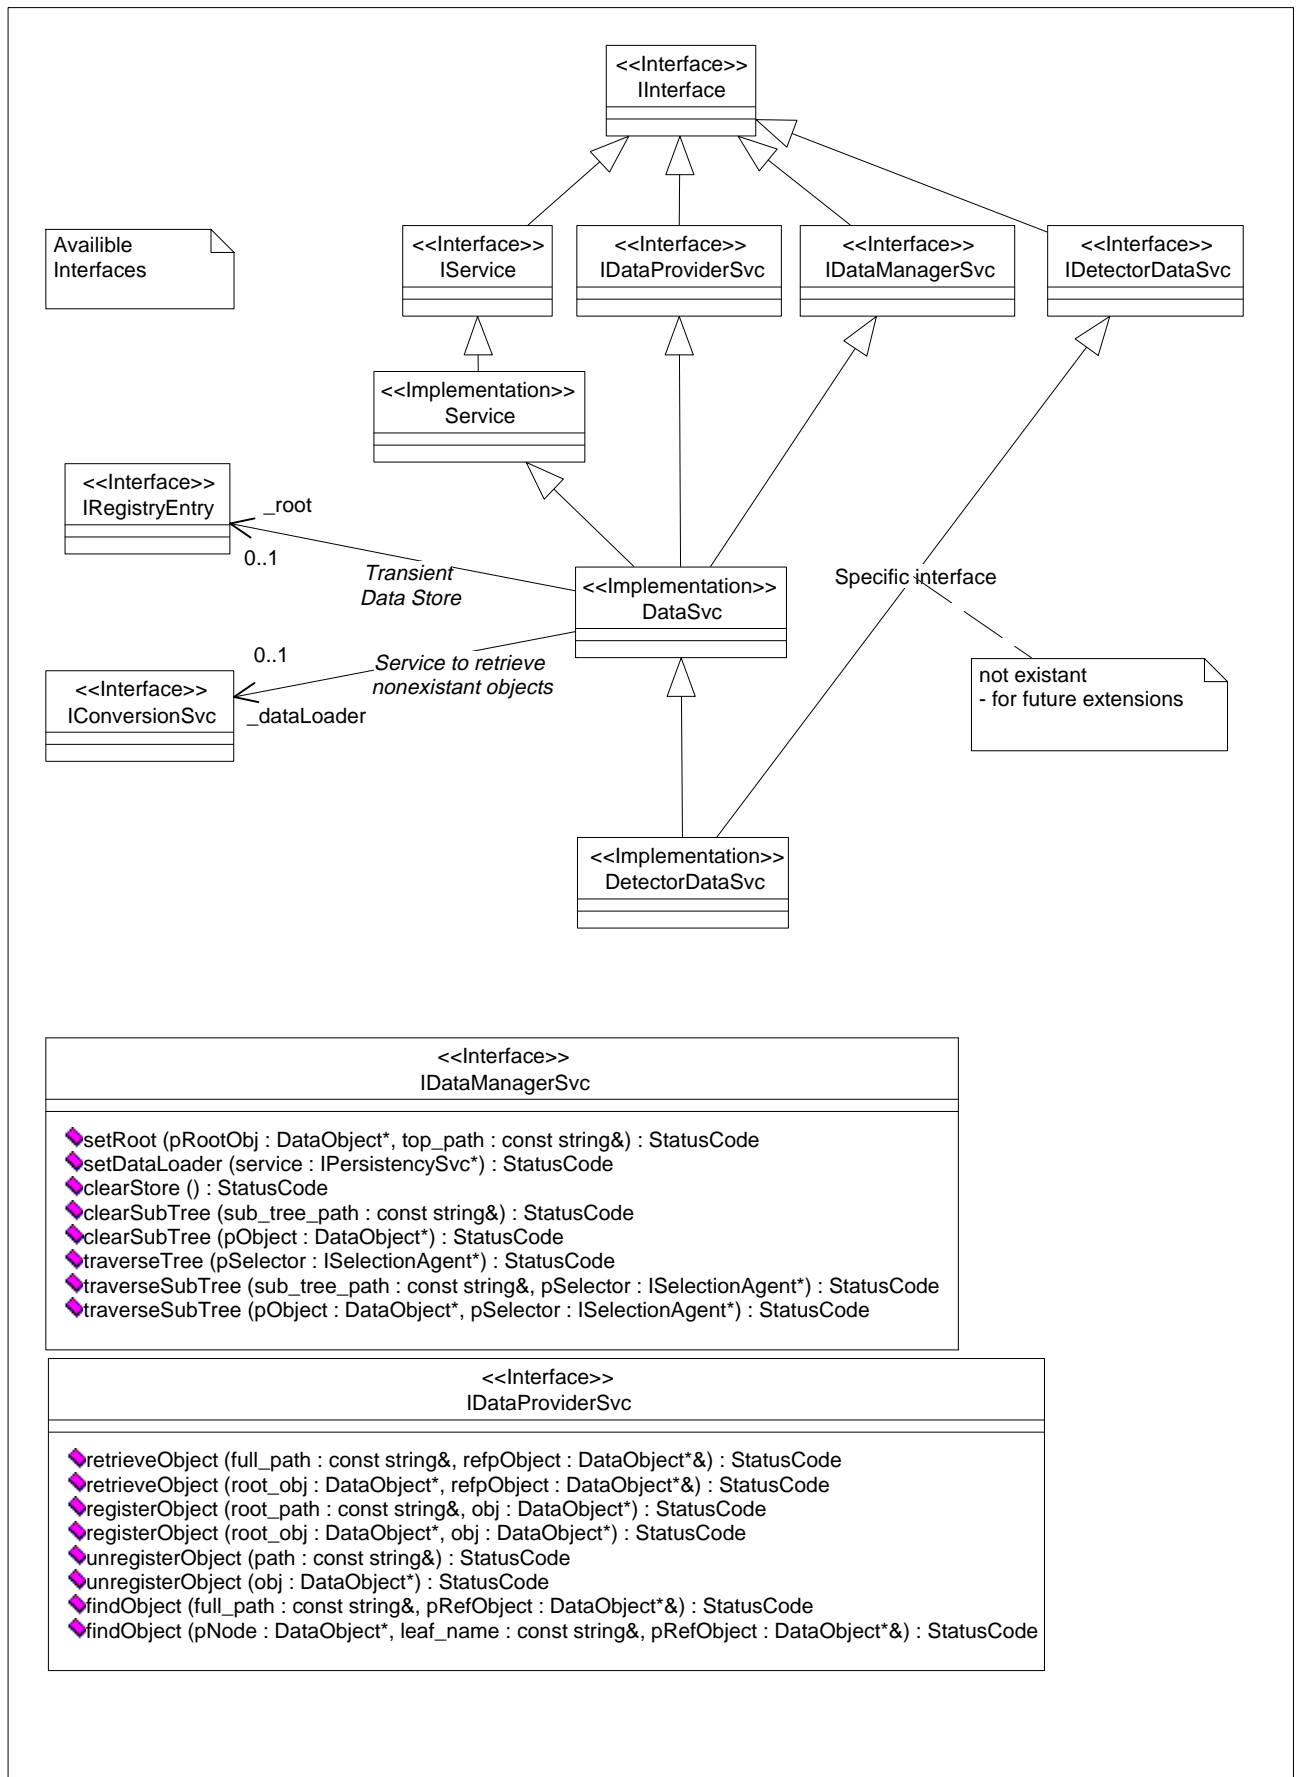 <<Interface>>
IInterface
Availible
Interfaces
<<Interface>>
IService
<<Interface>>
IDataProviderSvc
<<Interface>>
IDataManagerSvc
<<Interface>>
IDetectorDataSvc
<<Implementation>>
Service
<<Interface>>
IRegistryEntry
_root
0..1
Transient
Data Store
<<Implementation>>
DataSvc
Specific interface
0..1
Service to retrieve
nonexistant objects
<<Interface>>
IConversionSvc
_dataLoader
not existant
- for future extensions
<<Implementation>>
DetectorDataSvc
<<Interface>>
IDataManagerSvc
setRoot (pRootObj : DataObject*, top_path : const string&) : StatusCode
setDataLoader (service : IPersistencySvc*) : StatusCode
clearStore () : StatusCode
clearSubTree (sub_tree_path : const string&) : StatusCode
clearSubTree (pObject : DataObject*) : StatusCode
traverseTree (pSelector : ISelectionAgent*) : StatusCode
traverseSubTree (sub_tree_path : const string&, pSelector : ISelectionAgent*) : StatusCode
traverseSubTree (pObject : DataObject*, pSelector : ISelectionAgent*) : StatusCode
<<Interface>>
IDataProviderSvc
retrieveObject (full_path : const string&, refpObject : DataObject*&) : StatusCode
retrieveObject (root_obj : DataObject*, refpObject : DataObject*&) : StatusCode
registerObject (root_path : const string&, obj : DataObject*) : StatusCode
registerObject (root_obj : DataObject*, obj : DataObject*) : StatusCode
unregisterObject (path : const string&) : StatusCode
unregisterObject (obj : DataObject*) : StatusCode
findObject (full_path : const string&, pRefObject : DataObject*&) : StatusCode
findObject (pNode : DataObject*, leaf_name : const string&, pRefObject : DataObject*&) : StatusCode